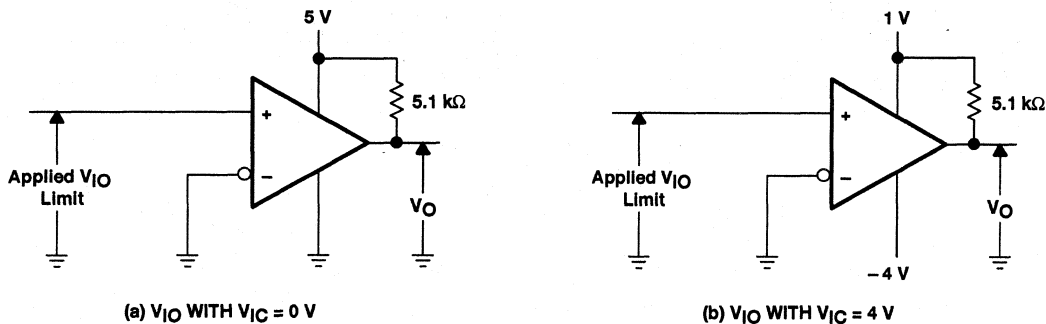 5 V
5.1 kΩ
+
−
Applied VIO
Limit
VO
(a) VIO WITH VIC = 0 V
1 V
5.1 kΩ
+
−
Applied VIO
Limit
VO
− 4 V
(b) VIO WITH VIC = 4 V